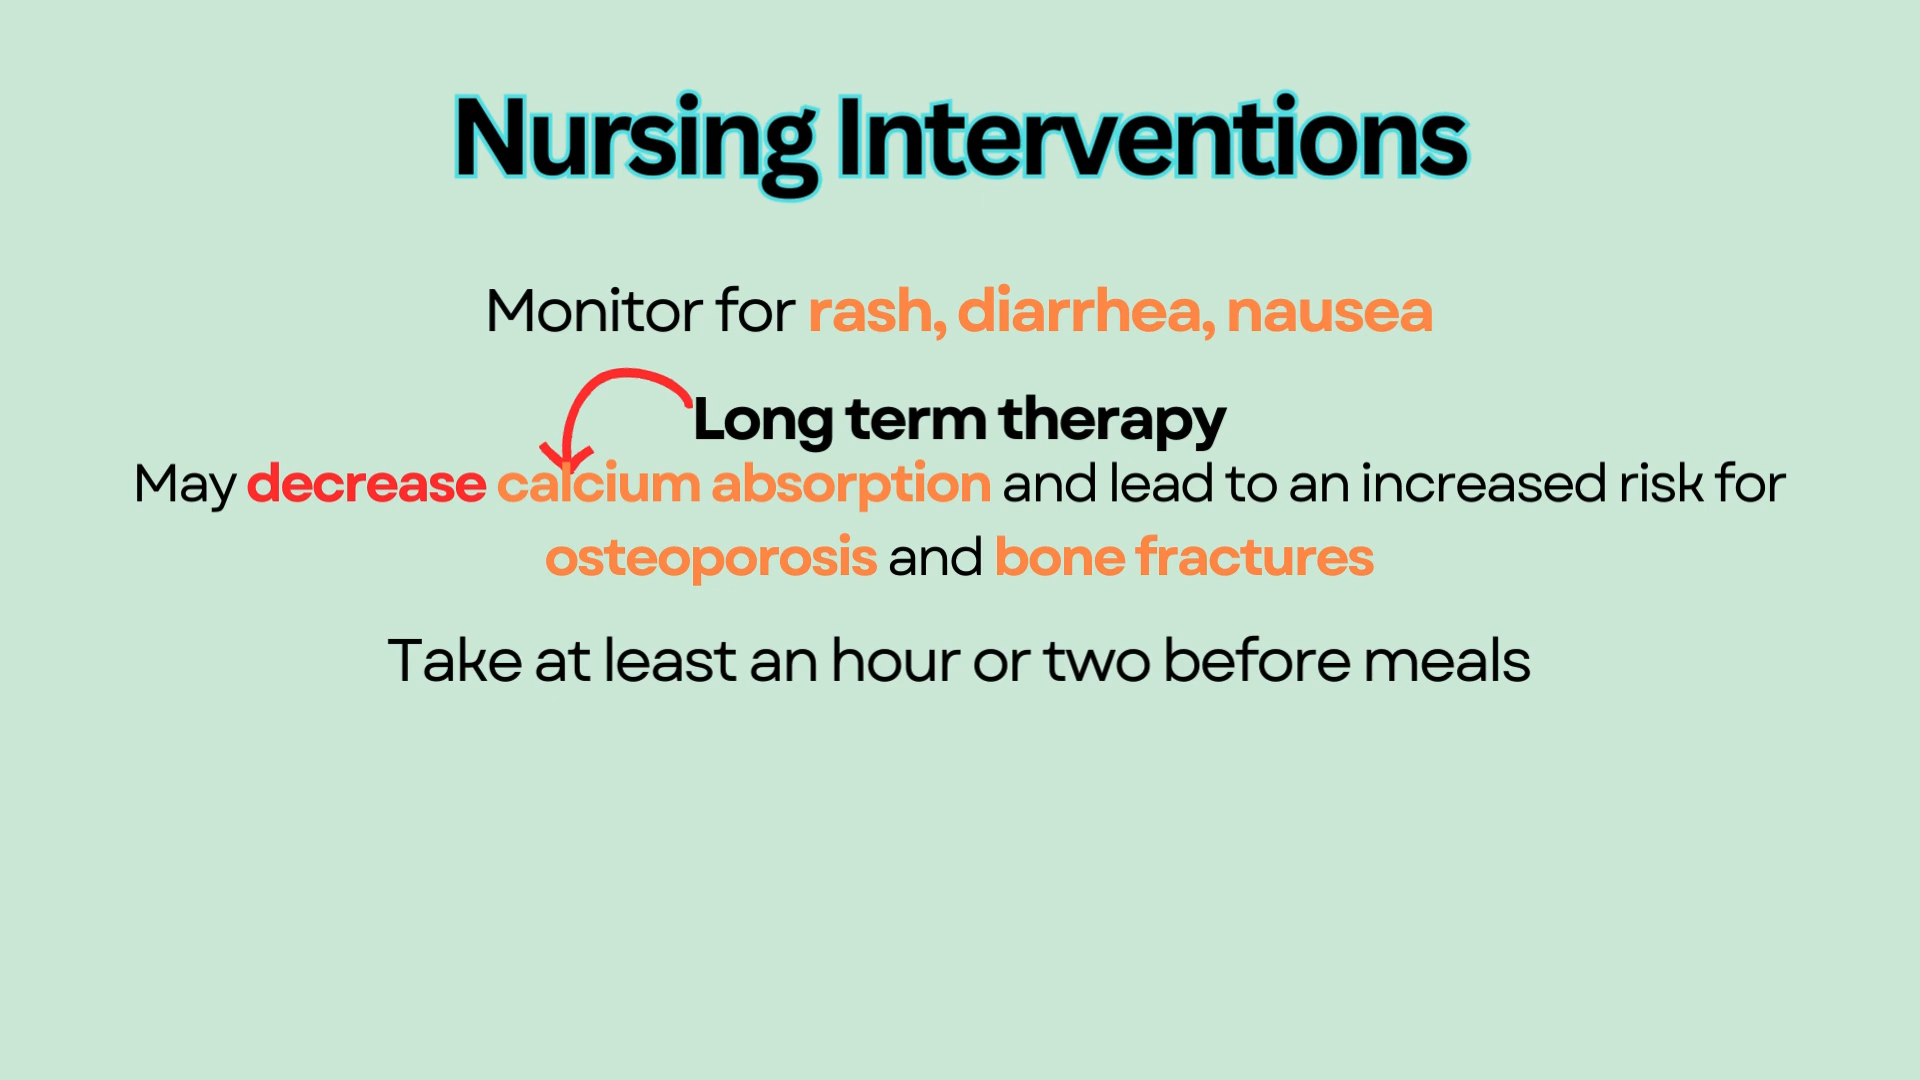 Nursing Interventions
Monitor for rash, diarrhea, nausea
Long term therapy
May decrease calcium absorption and lead to an increased risk for
osteoporosis and bone fractures
Take at least an hour or two before meals